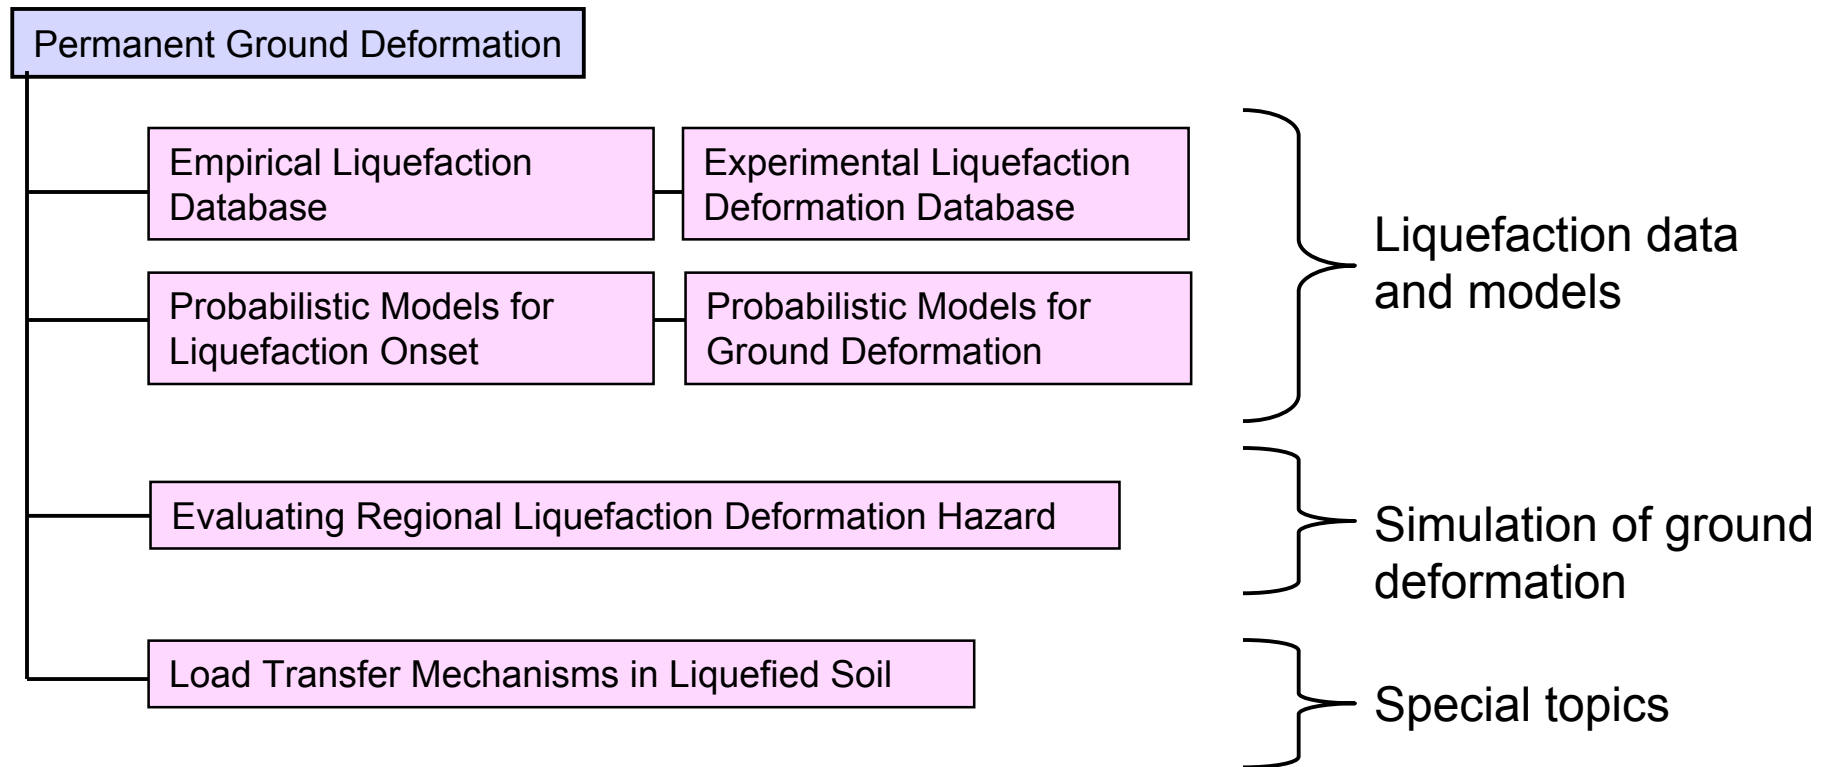 Permanent Ground Deformation
Empirical Liquefaction
Database
Experimental Liquefaction
Deformation Database
Probabilistic Models for
Liquefaction Onset
Probabilistic Models for
Ground Deformation
Liquefaction data
and models
Evaluating Regional Liquefaction Deformation Hazard
Simulation of ground
deformation
Load Transfer Mechanisms in Liquefied Soil
Special topics